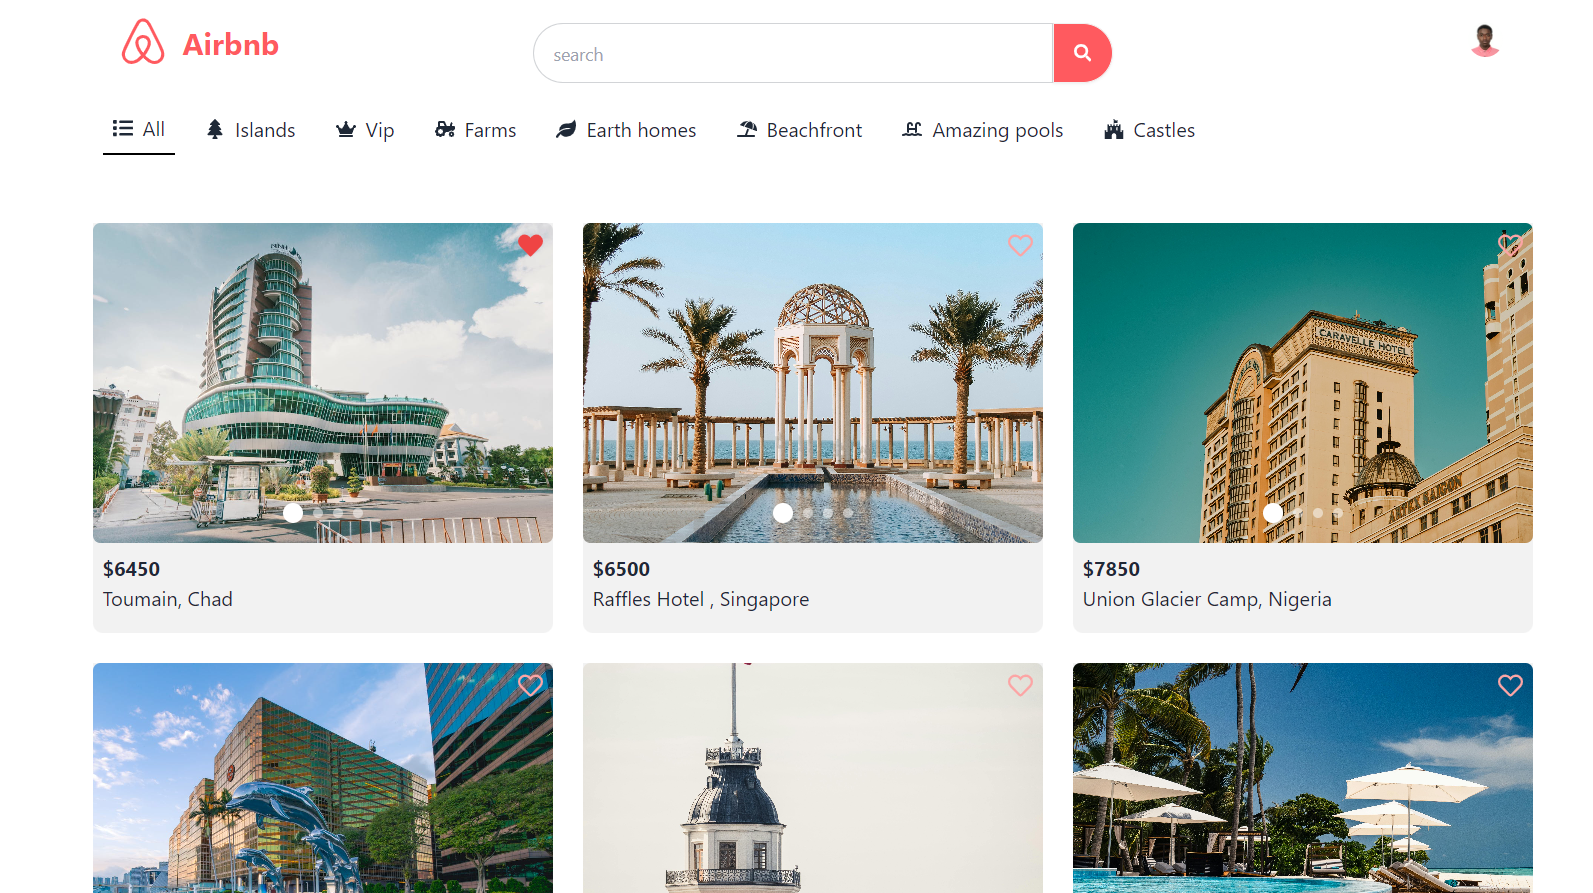 Airbnb
search
All
Islands
Vip
Farms
Earth homes
Beachfront
Amazing pools
Castles
CARAVELLE HOTEL
$6450
Toumain, Chad
$6500
Raffles Hotel , Singapore
$7850
Union Glacier Camp, Nigeria